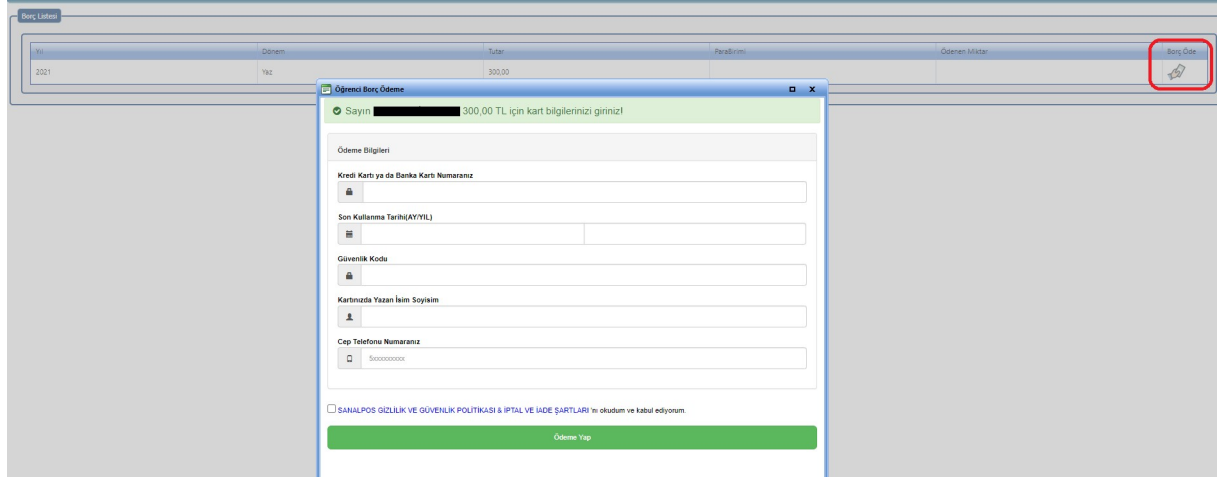 Borç Listesi
Yıl Dönem Tutar ParaBirimi Ödenen Miktar Borç Öde
2021 Yaz 300,00
Öğrenci Borç Ödeme
Sayın 300,00 TL için kart bilgilerinizi giriniz!
Ödeme Bilgileri
Kredi Kartı ya da Banka Kartı Numaranız
Son Kullanma Tarihi(AY/YIL)
Güvenlik Kodu
Kartınızda Yazan İsim Soyisim
Cep Telefonu Numaranız
5xxxxxxxxx
SANALPOS GİZLİLİK VE GÜVENLİK POLİTİKASI & İPTAL VE İADE ŞARTLARI 'nı okudum ve kabul ediyorum.
Ödeme Yap